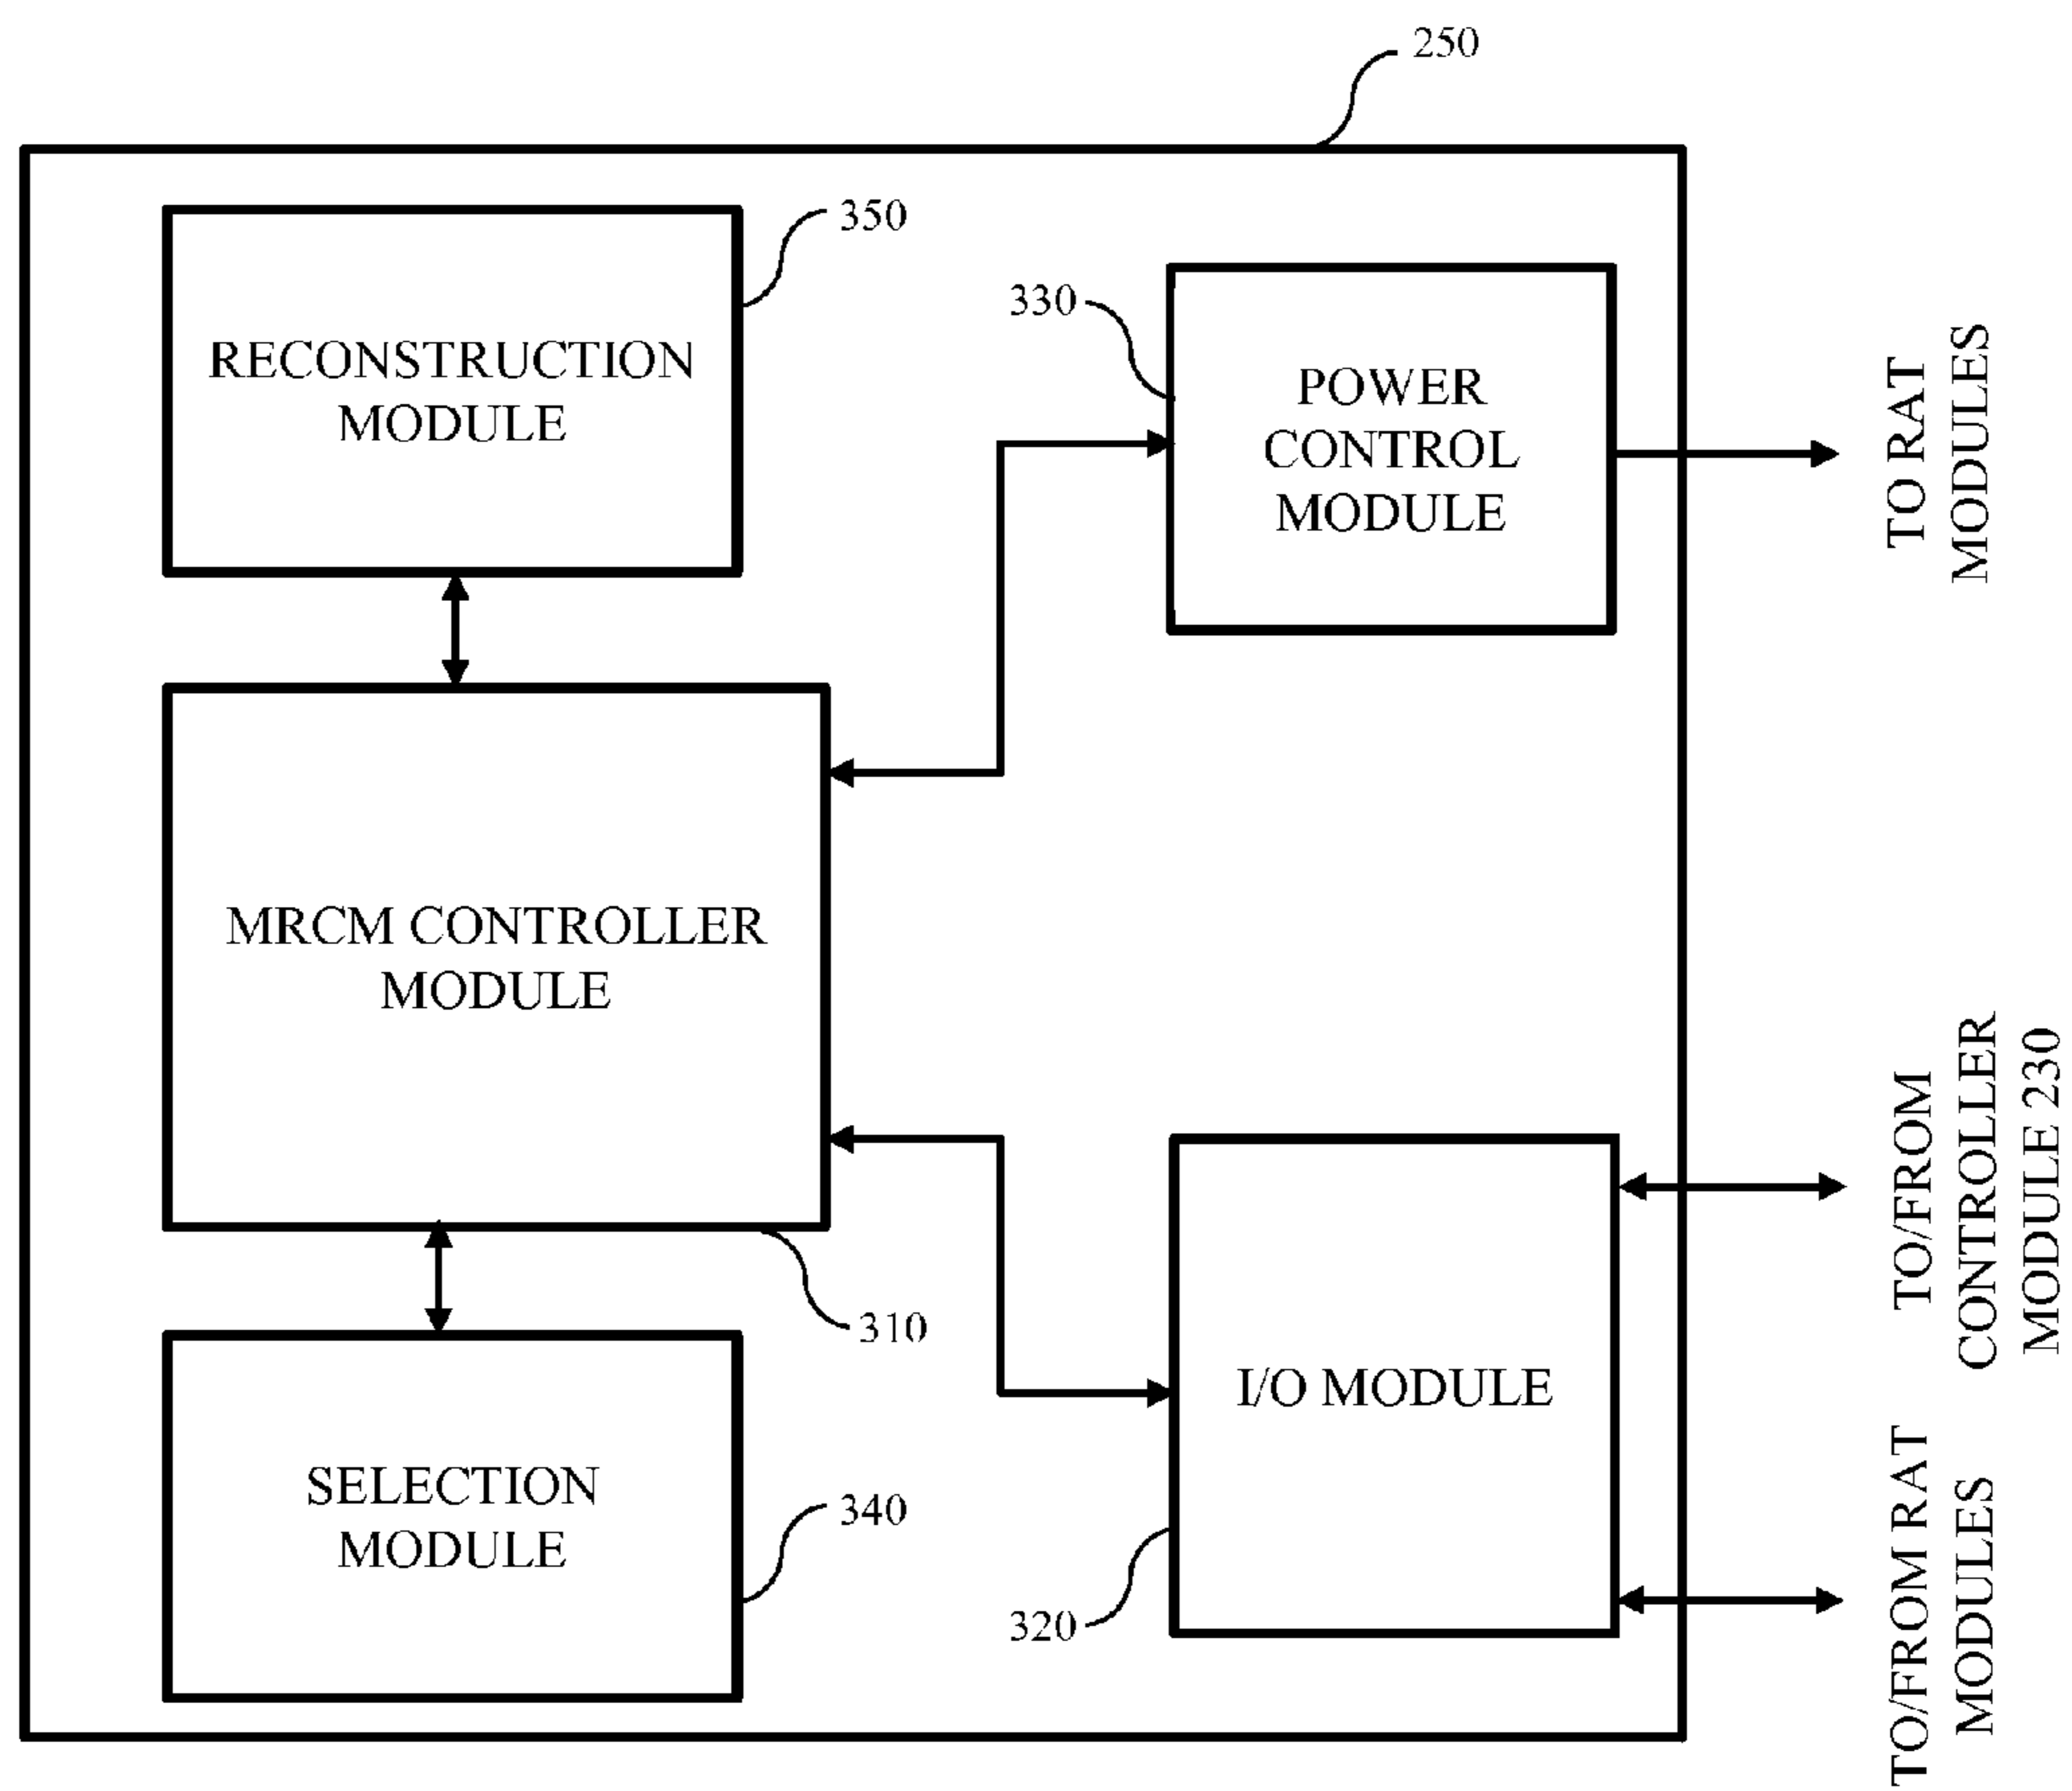 250
350
RECONSTRUCTION
MODULE
330
POWER
CONTROL
MODULE
TO RAT
MODULES
MRCM CONTROLLER
MODULE
310
TO/FROM
CONTROLLER
MODULE 230
I/O MODULE
320
SELECTION
MODULE
340
TO/FROM RAT
MODULES